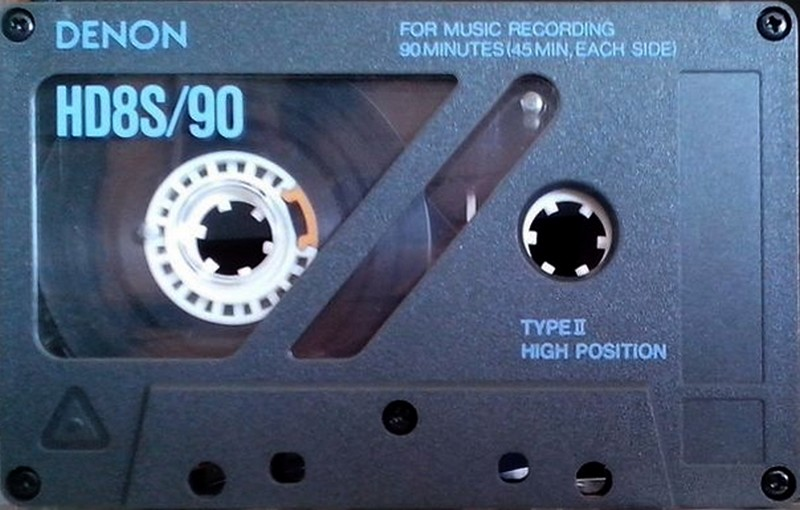 DENON
FOR MUSIC RECORDING
90 MINUTES (45 MIN, EACH SIDE)
HD8S/90
TYPE II
HIGH POSITION